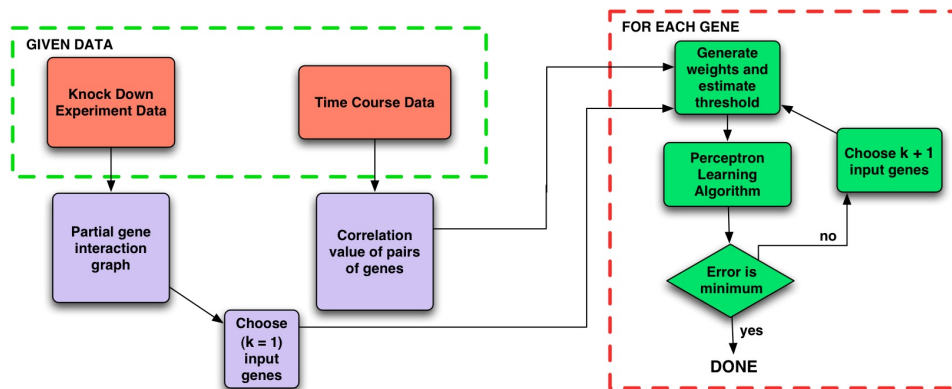 GIVEN DATA
Knock Down
Experiment Data
Time Course Data
Partial gene
interaction
graph
Correlation
value of pairs
of genes
Choose
(k = 1)
input
genes
FOR EACH GENE
Generate
weights and
estimate
threshold
Perceptron
Learning
Algorithm
Choose k + 1
input genes
no
Error is
minimum
yes
DONE